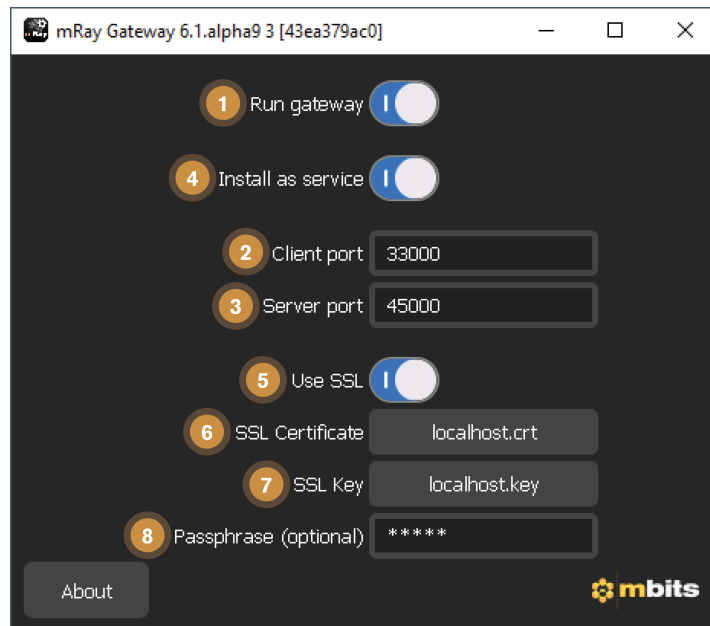 mRay Gateway 6.1.alpha9 3 [43ea379ac0]
1 Run gateway
4 Install as service
2 Client port 33000
3 Server port 45000
5 Use SSL
6 SSL Certificate localhost.crt
7 SSL Key localhost.key
8 Passphrase (optional) *****
About
mbits